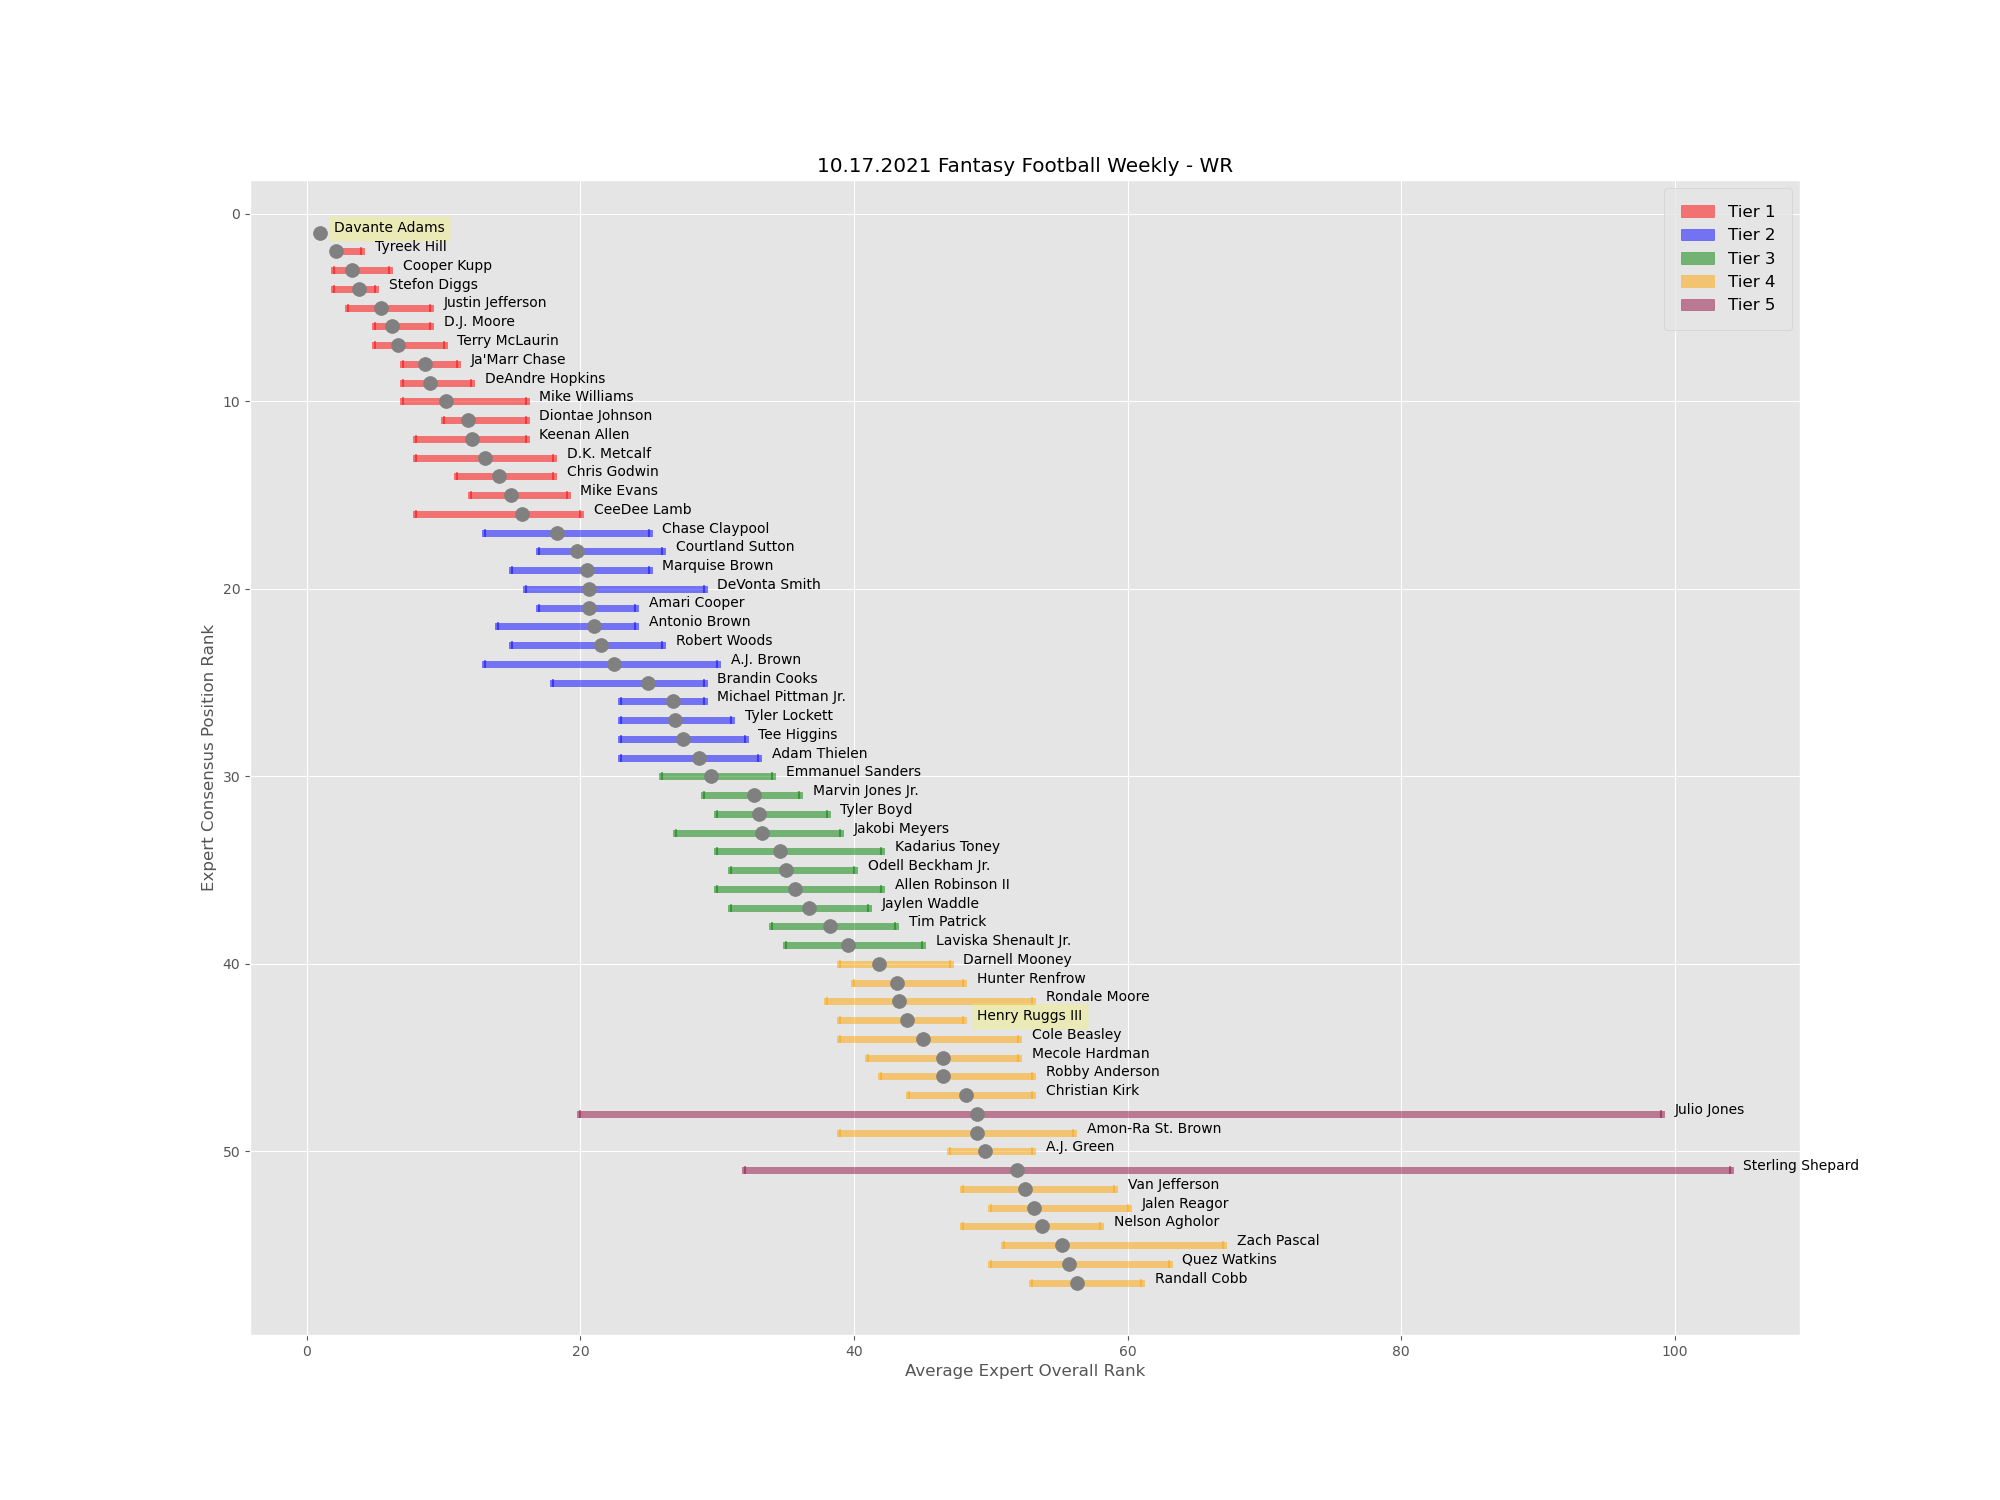 10.17.2021 Fantasy Football Weekly - WR
Tier 1
Tier 2
Tier 3
Tier 4
Tier 5
Expert Consensus Position Rank
0
10
20
30
40
50
Davante Adams
Tyreek Hill
Cooper Kupp
Stefon Diggs
Justin Jefferson
D.J. Moore
Terry McLaurin
Ja'Marr Chase
DeAndre Hopkins
Mike Williams
Diontae Johnson
Keenan Allen
D.K. Metcalf
Chris Godwin
Mike Evans
CeeDee Lamb
Chase Claypool
Courtland Sutton
Marquise Brown
DeVonta Smith
Amari Cooper
Antonio Brown
Robert Woods
A.J. Brown
Brandin Cooks
Michael Pittman Jr.
Tyler Lockett
Tee Higgins
Adam Thielen
Emmanuel Sanders
Marvin Jones Jr.
Tyler Boyd
Jakobi Meyers
Kadarius Toney
Odell Beckham Jr.
Allen Robinson II
Jaylen Waddle
Tim Patrick
Laviska Shenault Jr.
Darnell Mooney
Hunter Renfrow
Rondale Moore
Henry Ruggs III
Cole Beasley
Mecole Hardman
Robby Anderson
Christian Kirk
Julio Jones
Amon-Ra St. Brown
A.J. Green
Sterling Shepard
Van Jefferson
Jalen Reagor
Nelson Agholor
Zach Pascal
Quez Watkins
Randall Cobb
0 20 40 60 80 100
Average Expert Overall Rank